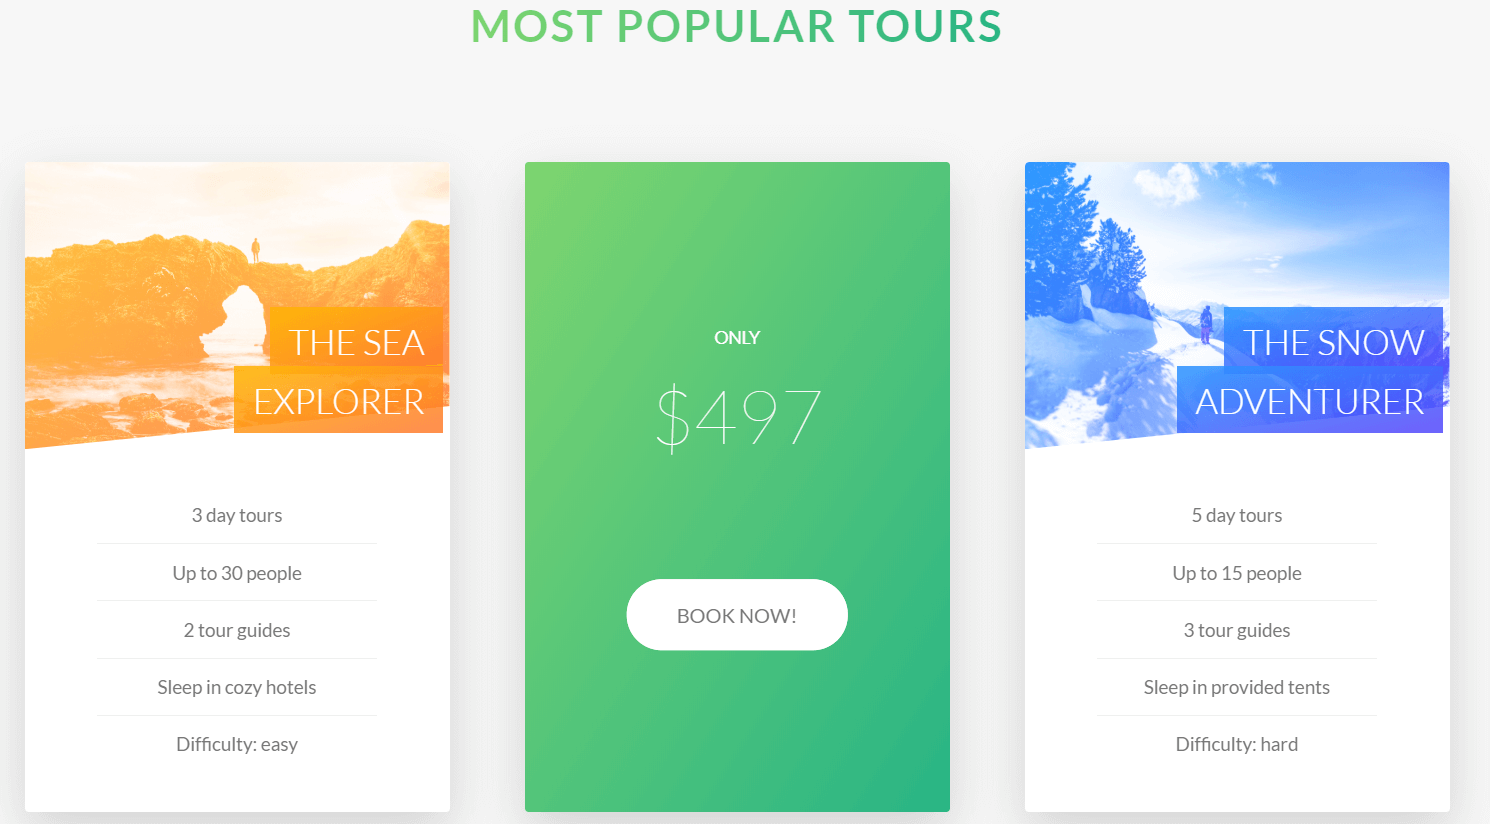 MOST POPULAR TOURS
THE SEA
EXPLORER
3 day tours
Up to 30 people
2 tour guides
Sleep in cozy hotels
Difficulty: easy
ONLY
$497
BOOK NOW!
THE SNOW
ADVENTURER
5 day tours
Up to 15 people
3 tour guides
Sleep in provided tents
Difficulty: hard